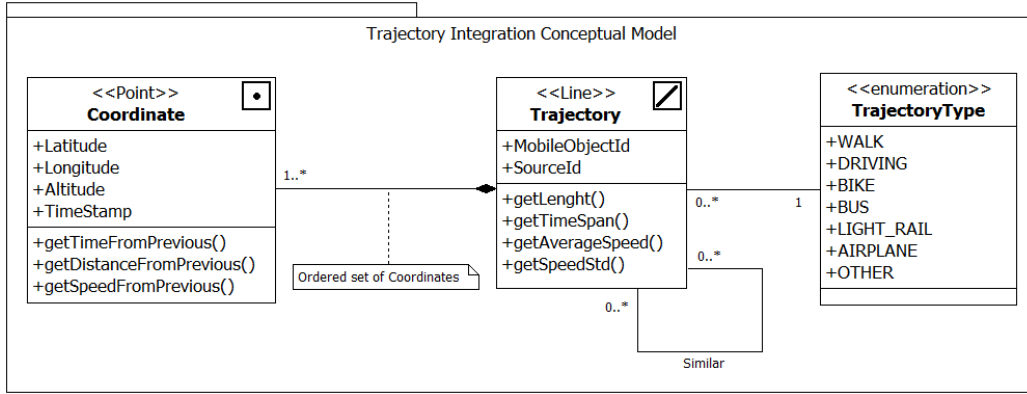 Trajectory Integration Conceptual Model
<<Point>>
Coordinate
+Latitude
+Longitude
+Altitude
+TimeStamp
+getTimeFromPrevious()
+getDistanceFromPrevious()
+getSpeedFromPrevious()
1..*
Ordered set of Coordinates
<<Line>>
Trajectory
+MobileObjectId
+SourceId
+getLenght()
+getTimeSpan()
+getAverageSpeed()
+getSpeedStd()
0..*
1
0..*
0..*
Similar
<<enumeration>>
TrajectoryType
+WALK
+DRIVING
+BIKE
+BUS
+LIGHT_RAIL
+AIRPLANE
+OTHER